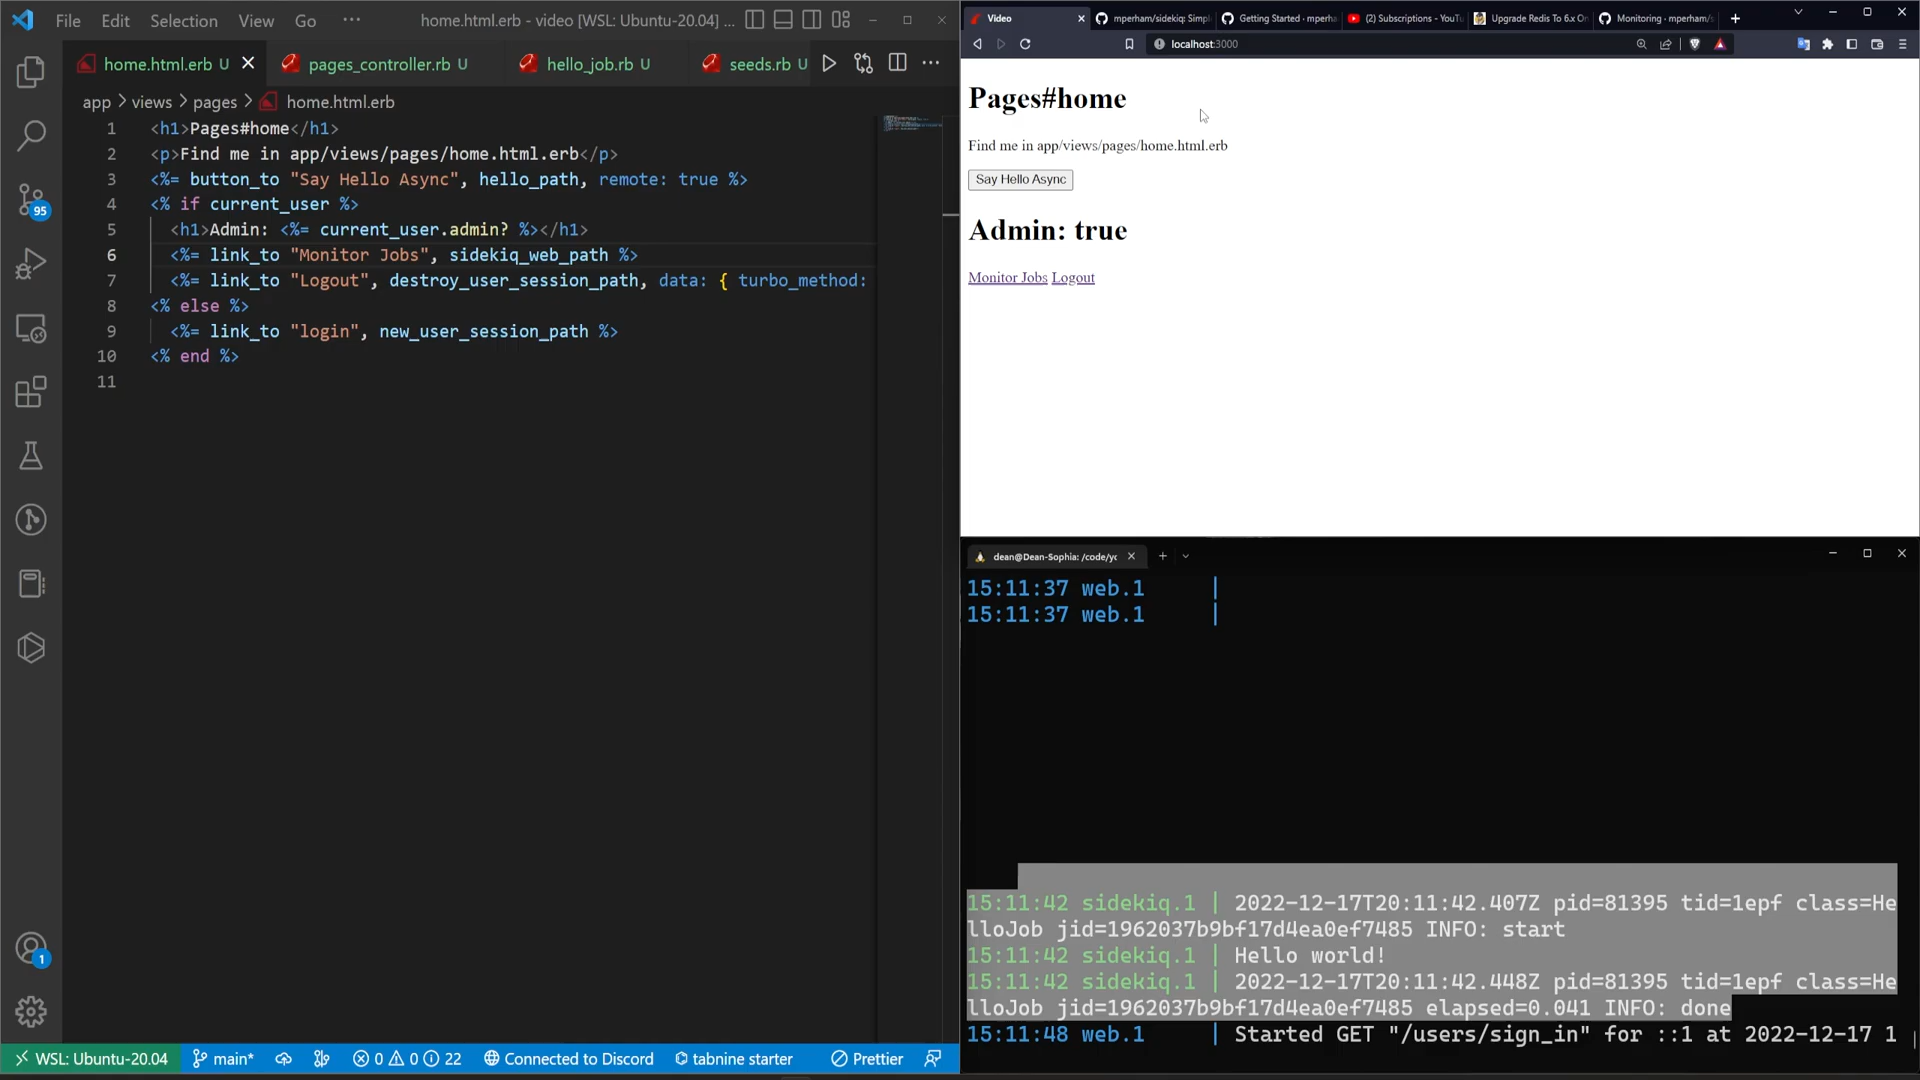 File Edit Selection View Go ··· home.html.erb - video [WSL: Ubuntu-20.04] ...
home.html.erb U
pages_controller.rb U
hello_job.rb U
seeds.rb U
app > views > pages > home.html.erb
1 <h1>Pages#home</h1>
2 <p>Find me in app/views/pages/home.html.erb</p>
3 <%= button_to "Say Hello Async", hello_path, remote: true %>
4 <% if current_user %>
5 <h1>Admin: <%= current_user.admin? %></h1>
6 <%= link_to "Monitor Jobs", sidekiq_web_path %>
7 <%= link_to "Logout", destroy_user_session_path, data: { turbo_method:
8 <% else %>
9 <%= link_to "login", new_user_session_path %>
10 <% end %>
11
95
1
WSL: Ubuntu-20.04 main* 0 0 22 Connected to Discord tabnine starter Prettier
Video
mperham/sidekiq: Simpl
Getting Started · mperha
(2) Subscriptions - YouTu
Upgrade Redis To 6.x On
Monitoring · mperham/s
localhost:3000
Pages#home
Find me in app/views/pages/home.html.erb
Say Hello Async
Admin: true
Monitor Jobs Logout
dean@Dean-Sophia: /code/yc
15:11:37 web.1 |
15:11:37 web.1 |
15:11:42 sidekiq.1 | 2022-12-17T20:11:42.407Z pid=81395 tid=1epf class=He
lloJob jid=1962037b9bf17d4ea0ef7485 INFO: start
15:11:42 sidekiq.1 | Hello world!
15:11:42 sidekiq.1 | 2022-12-17T20:11:42.448Z pid=81395 tid=1epf class=He
lloJob jid=1962037b9bf17d4ea0ef7485 elapsed=0.041 INFO: done
15:11:48 web.1 | Started GET "/users/sign_in" for ::1 at 2022-12-17 1